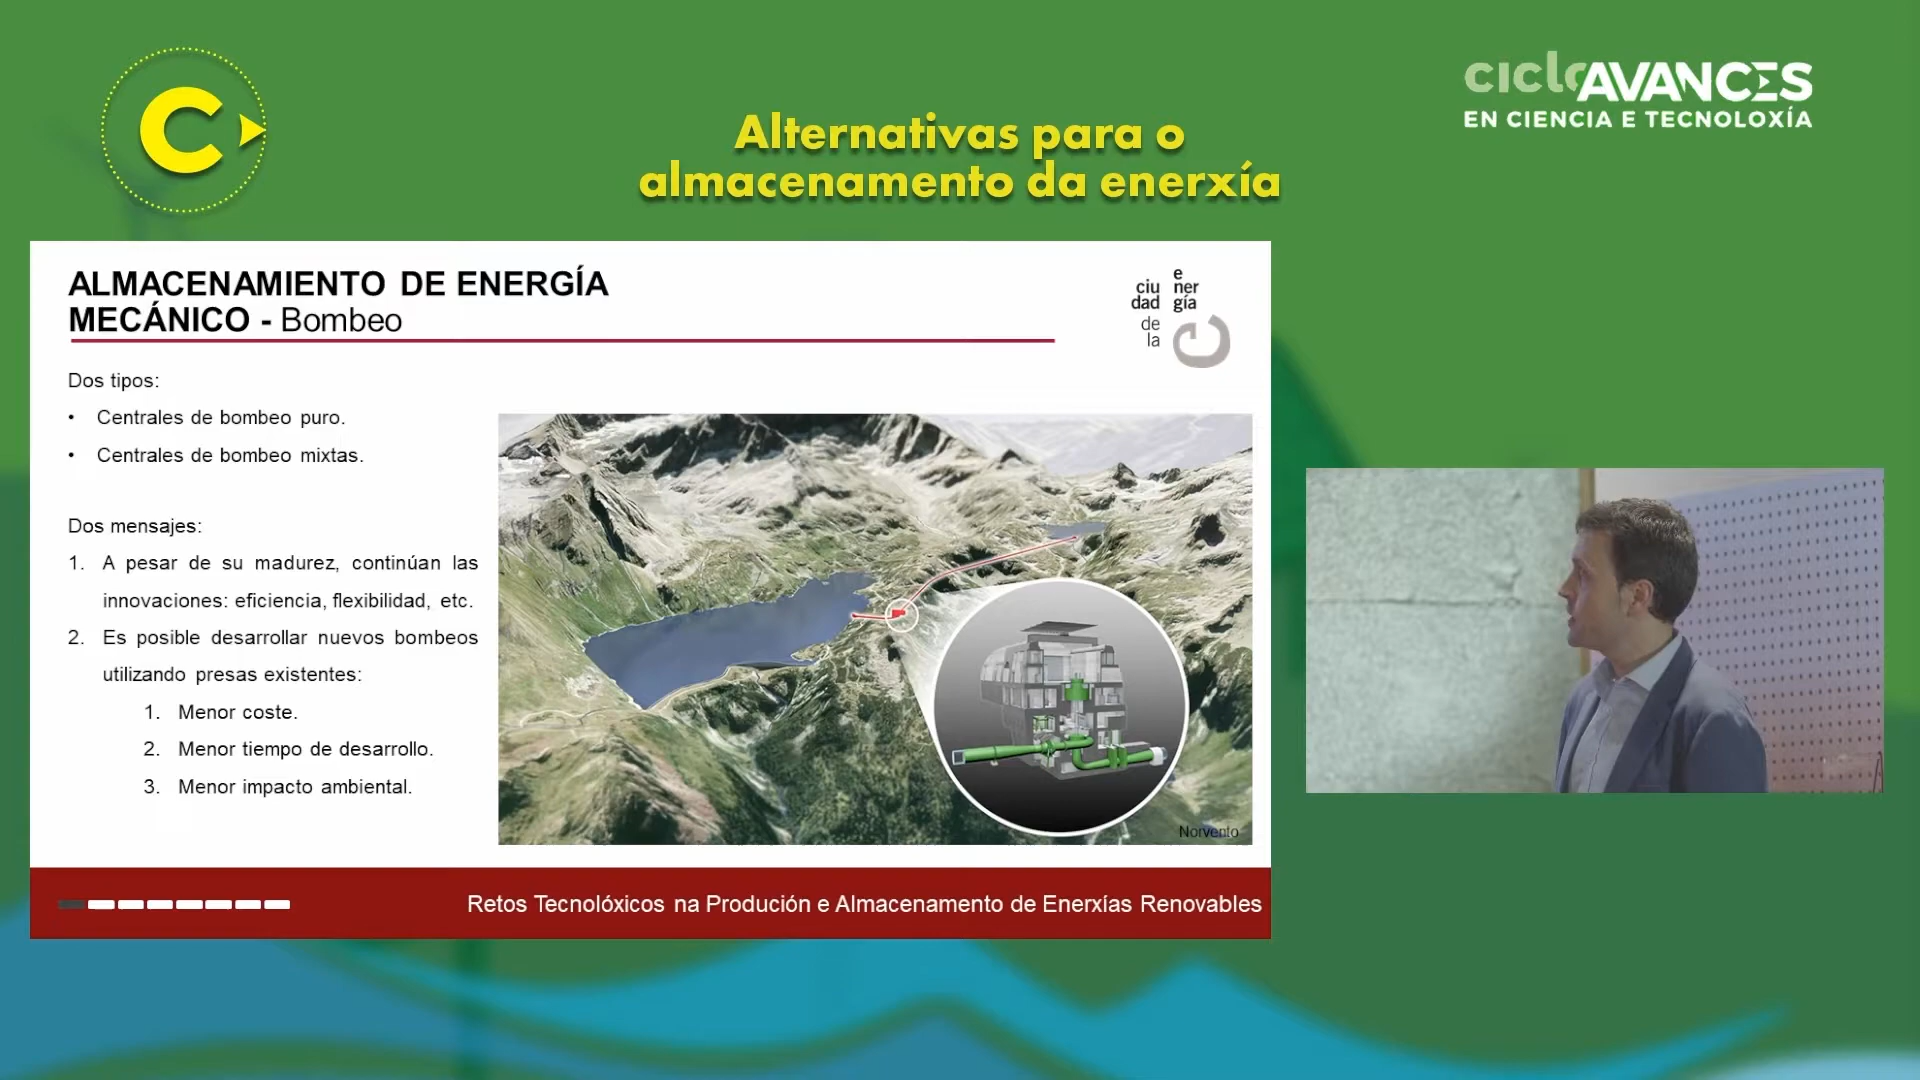 C
cicloAVANCES
EN CIENCIA E TECNOLOXÍA
Alternativas para o
almacenamento da enerxía
ALMACENAMIENTO DE ENERGÍA
MECÁNICO - Bombeo
e
ciu ner
dad gía
de
la
Dos tipos:
• Centrales de bombeo puro.
• Centrales de bombeo mixtas.
Dos mensajes:
1. A pesar de su madurez, continúan las
innovaciones: eficiencia, flexibilidad, etc.
2. Es posible desarrollar nuevos bombeos
utilizando presas existentes:
1. Menor coste.
2. Menor tiempo de desarrollo.
3. Menor impacto ambiental.
Norvento
Retos Tecnolóxicos na Produción e Almacenamento de Enerxías Renovables